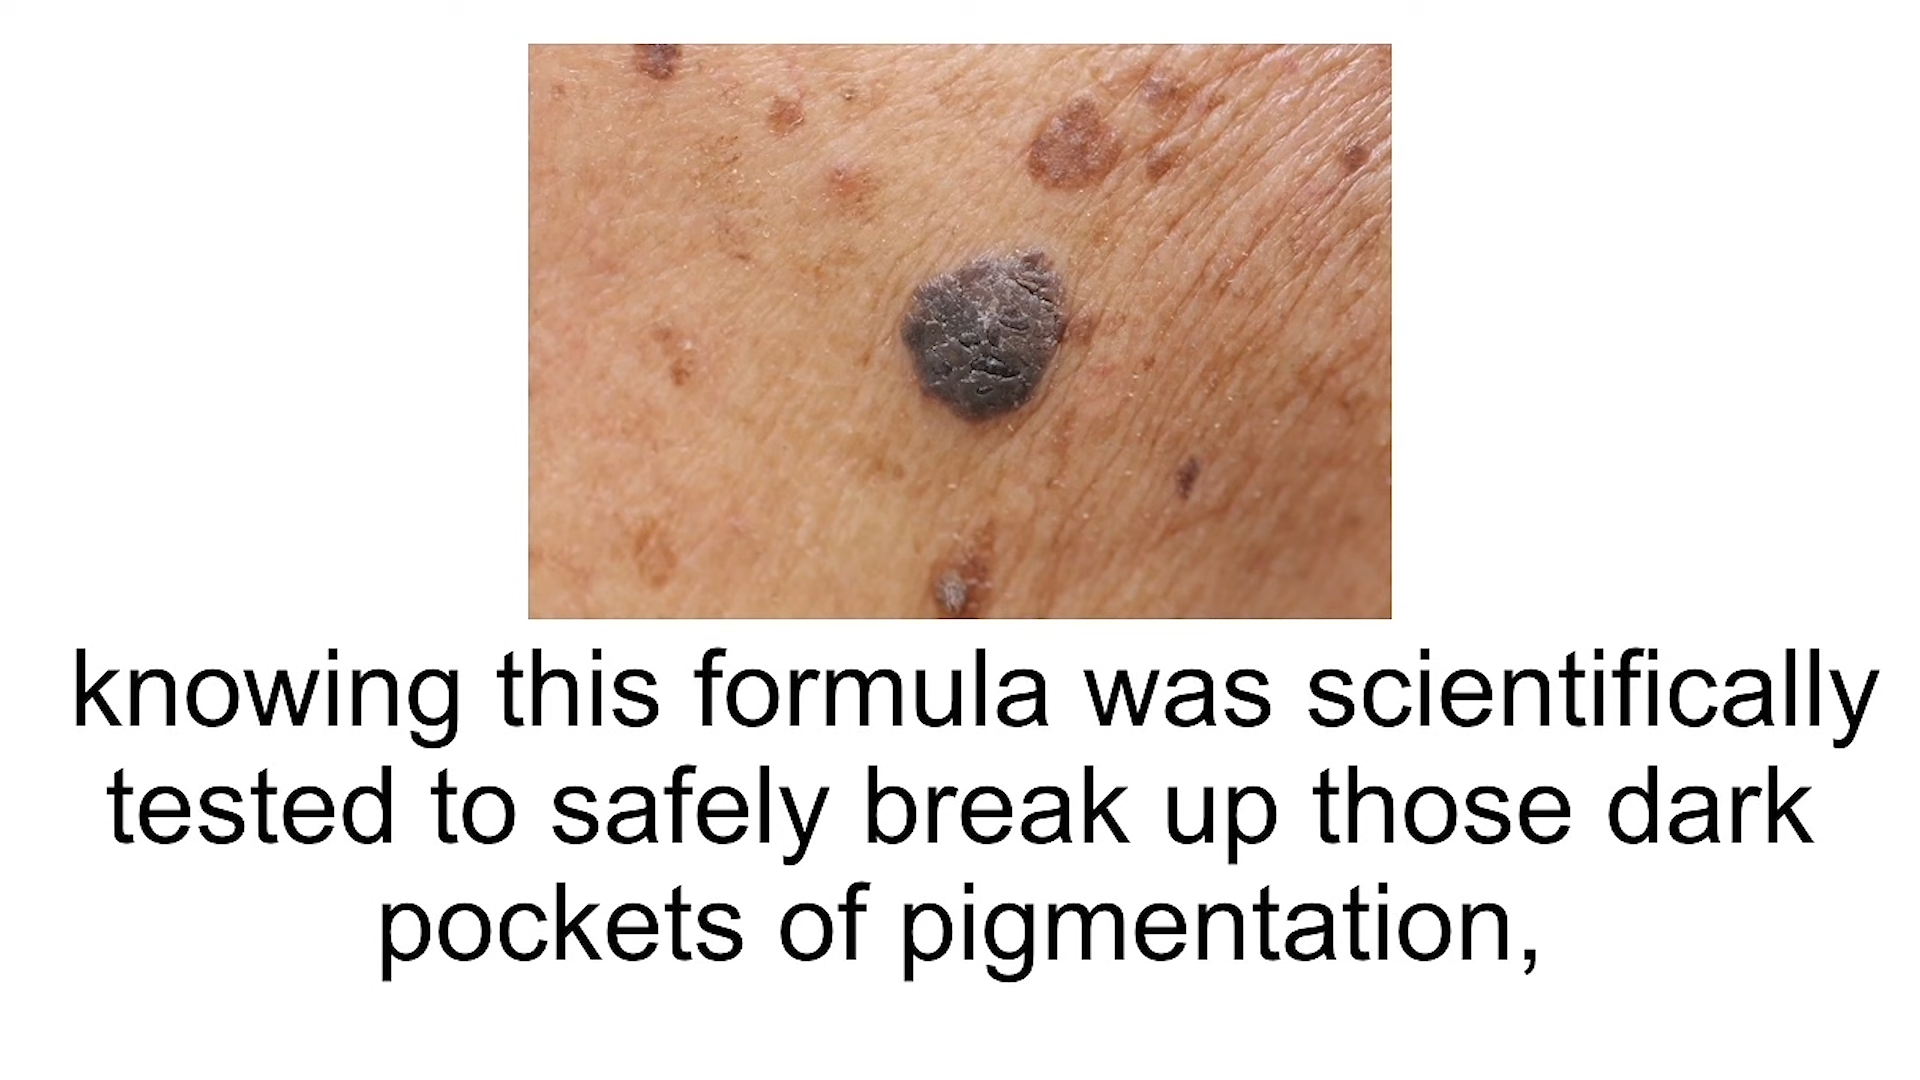 knowing this formula was scientifically
tested to safely break up those dark
pockets of pigmentation,